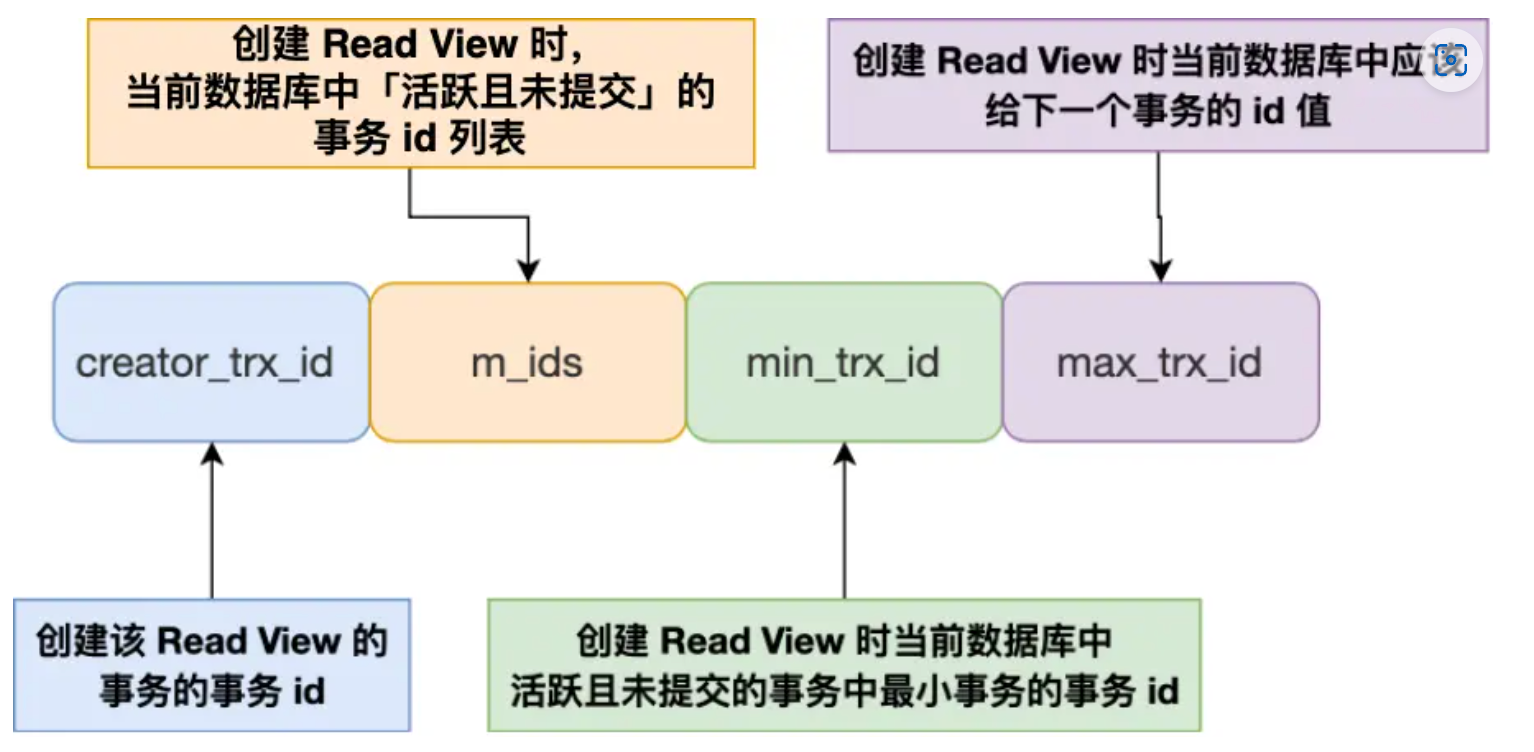 创建 Read View 时，
当前数据库中「活跃且未提交」的
事务 id 列表
创建 Read View 时当前数据库中应该
给下一个事务的 id 值
creator_trx_id
m_ids
min_trx_id
max_trx_id
创建该 Read View 的
事务的事务 id
创建 Read View 时当前数据库中
活跃且未提交的事务中最小事务的事务 id